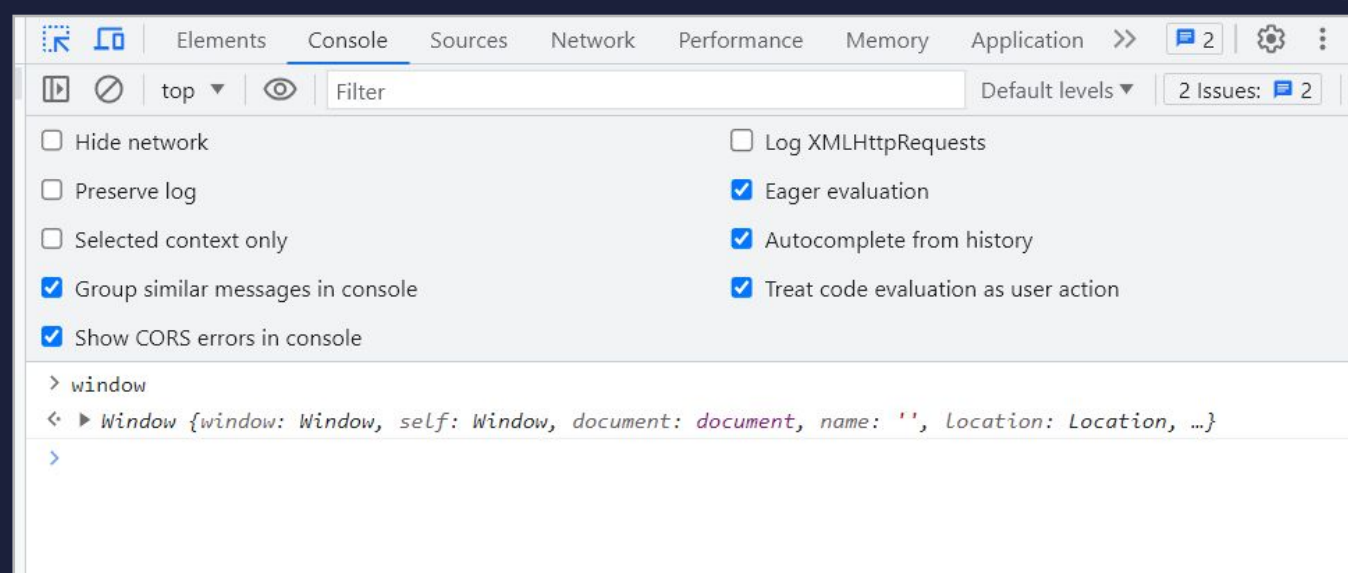 Elements Console Sources Network Performance Memory Application 2
top Filter Default levels 2 Issues: 2
Hide network Log XMLHttpRequests
Preserve log Eager evaluation
Selected context only Autocomplete from history
Group similar messages in console Treat code evaluation as user action
Show CORS errors in console
> window
Window {window: Window, self: Window, document: document, name: '', location: Location, …}
>